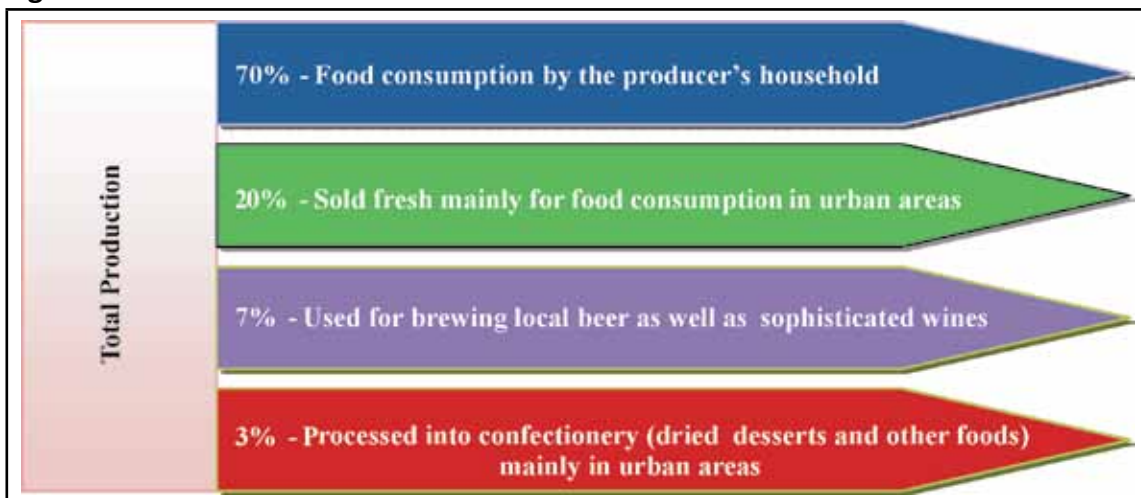 Total Production
70% - Food consumption by the producer's household
20% - Sold fresh mainly for food consumption in urban areas
7% - Used for brewing local beer as well as sophisticated wines
3% - Processed into confectionery (dried desserts and other foods)
mainly in urban areas